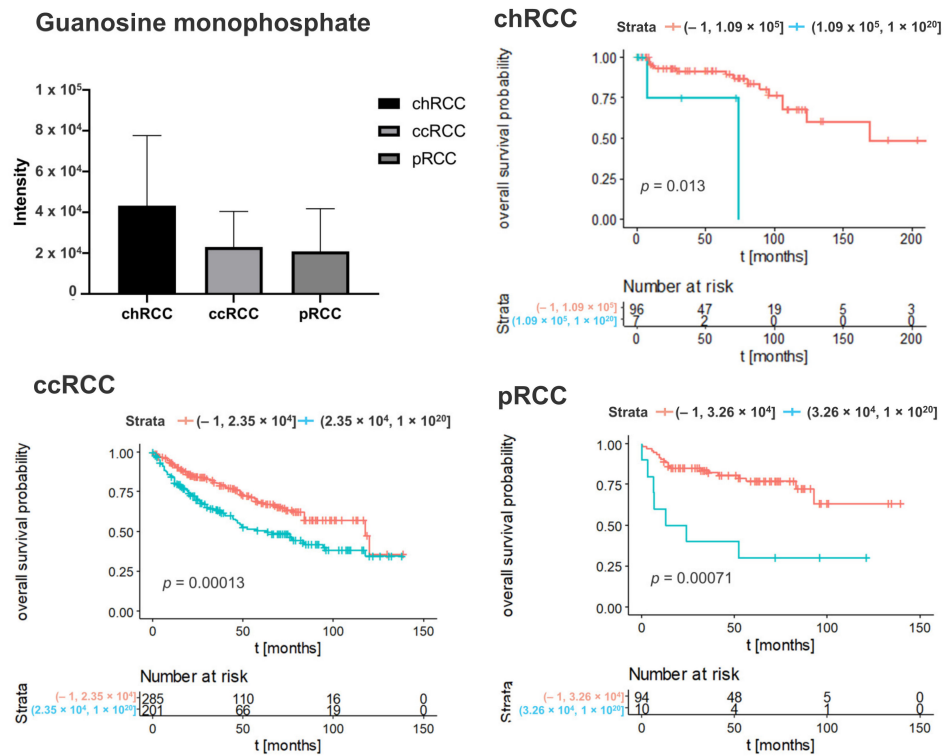 Guanosine monophosphate
1 x 10⁵
8 x 10⁴
6 x 10⁴
4 x 10⁴
2 x 10⁴
0
Intensity
chRCC
ccRCC
pRCC
chRCC ccRCC pRCC
chRCC
Strata (– 1, 1.09 × 10⁵] (1.09 x 10⁵, 1 × 10²⁰]
overall survival probability
1.00
0.75
0.50
0.25
0.00
p = 0.013
0 50 100 150 200
t [months]
Number at risk
Strata
(– 1, 1.09 × 10⁵] 96 47 19 5 3
(1.09 × 10⁵, 1 × 10²⁰] 7 2 0 0 0
0 50 100 150 200
t [months]
ccRCC
Strata (– 1, 2.35 × 10⁴] (2.35 × 10⁴, 1 × 10²⁰]
overall survival probability
1.00
0.75
0.50
0.25
0.00
p = 0.00013
0 50 100 150
t [months]
Number at risk
Strata
(– 1, 2.35 × 10⁴] 285 110 16 0
(2.35 × 10⁴, 1 × 10²⁰] 201 66 19 0
0 50 100 150
t [months]
pRCC
Strata (– 1, 3.26 × 10⁴] (3.26 × 10⁴, 1 × 10²⁰]
overall survival probability
1.00
0.75
0.50
0.25
0.00
p = 0.00071
0 50 100 150
t [months]
Number at risk
Strata
(– 1, 3.26 × 10⁴] 94 48 5 0
(3.26 × 10⁴, 1 × 10²⁰] 10 4 1 0
0 50 100 150
t [months]